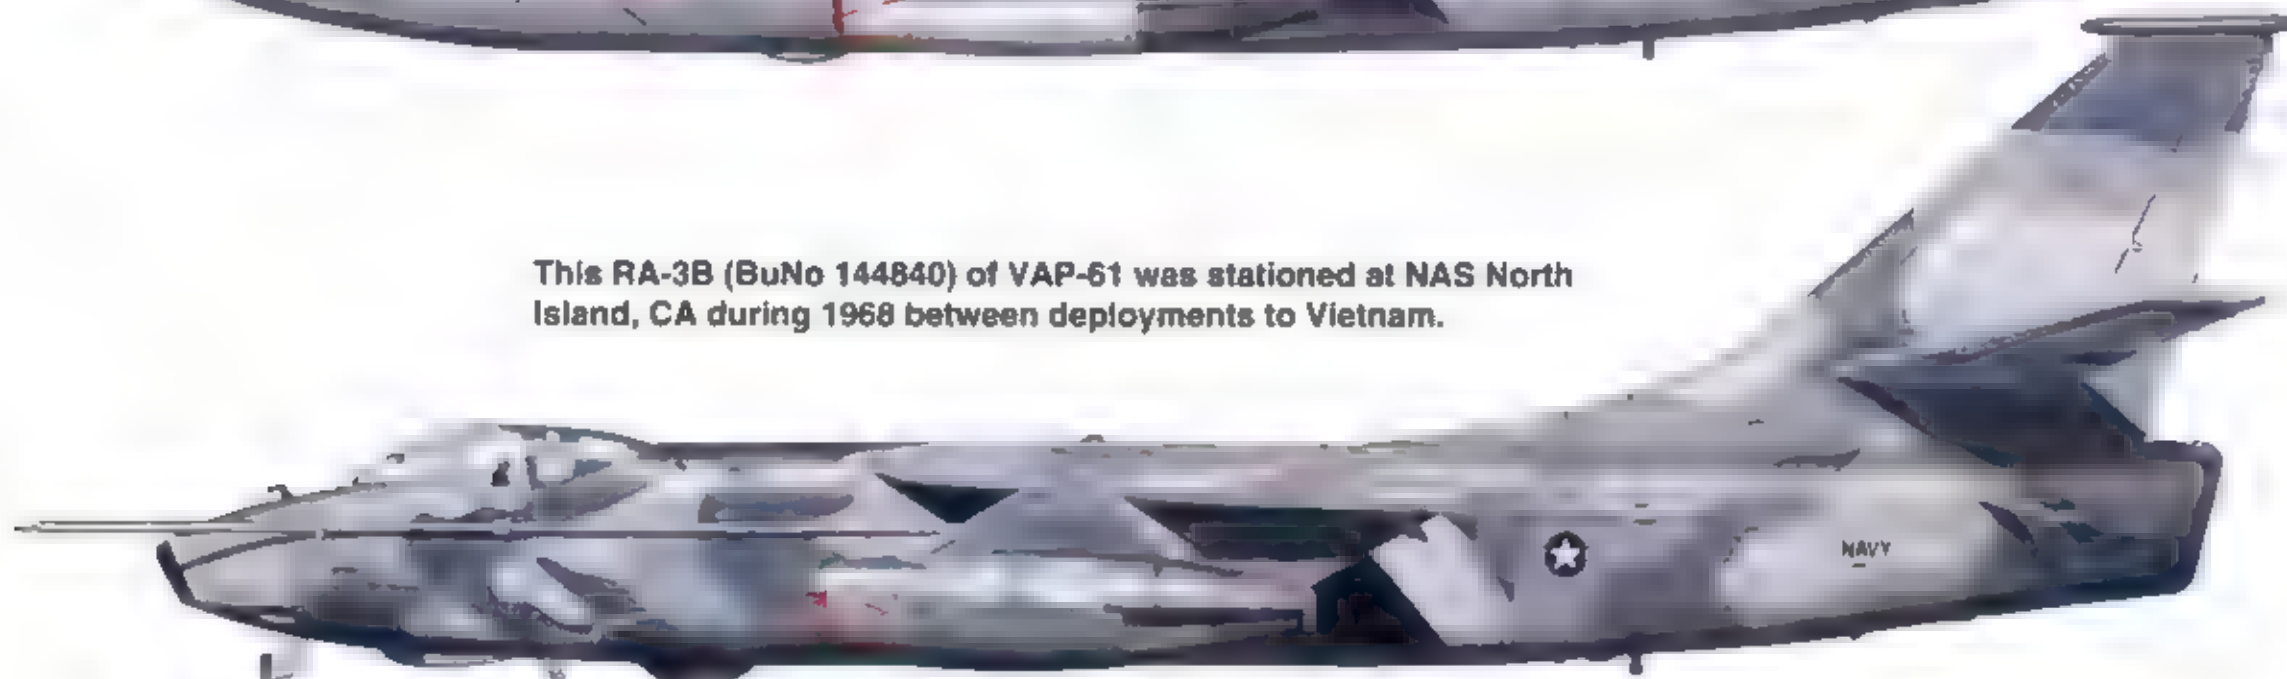 This RA-3B (BuNo 144840) of VAP-61 was stationed at NAS North
Island, CA during 1968 between deployments to Vietnam.
NAVY